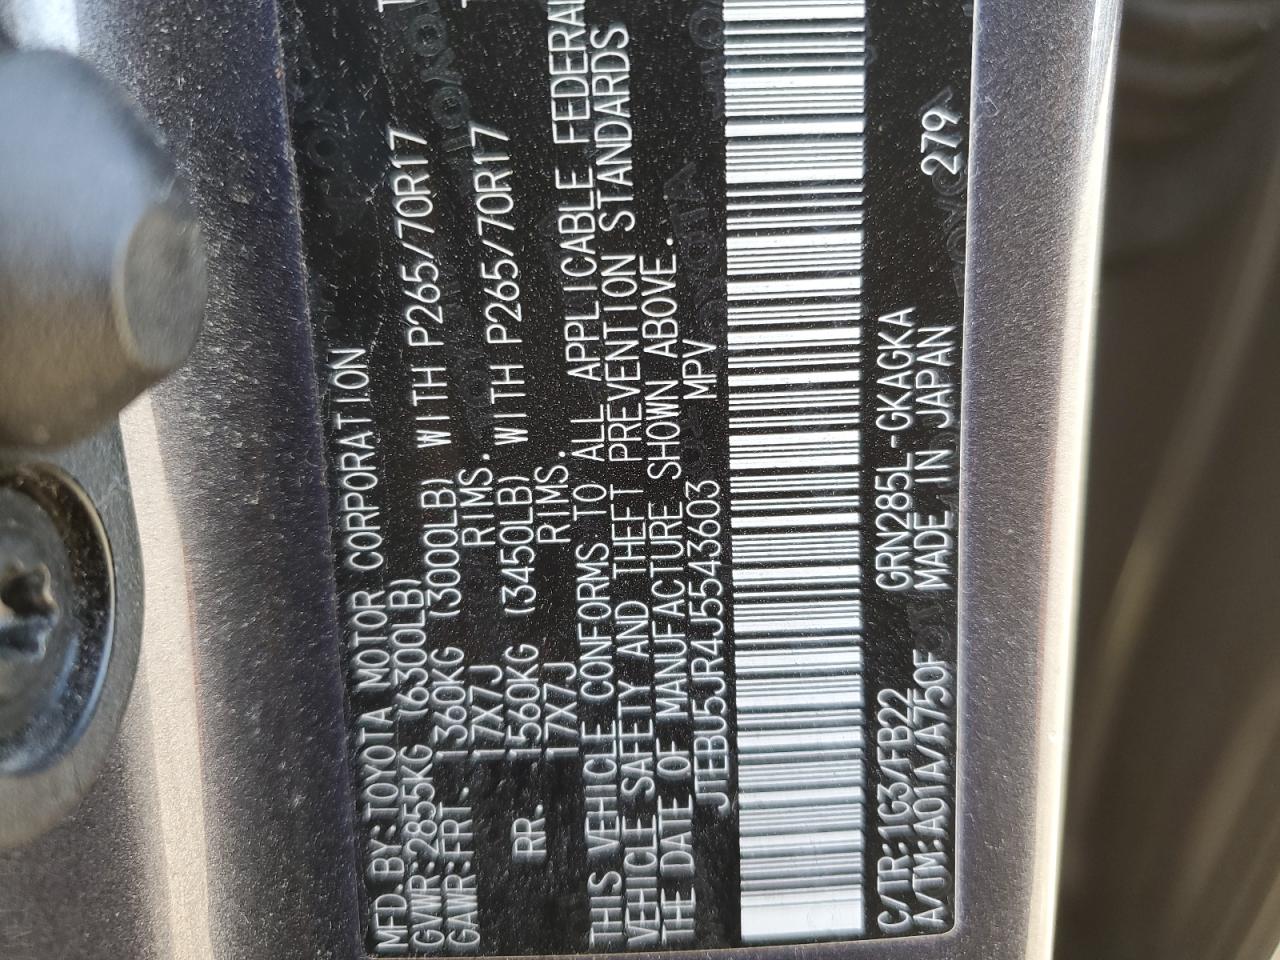 MFD.BY:TOYOTA MOTOR CORPORATION
GVWR:2855KG (6300LB)
GAWR:FRT. 1360KG (3000LB) WITH P265/70R17
17X7J RIMS.
RR. 1560KG (3450LB) WITH P265/70R17
17X7J RIMS.
THIS VEHICLE CONFORMS TO ALL APPLICABLE FEDERAL
VEHICLE SAFETY AND THEFT PREVENTION STANDARDS
THE DATE OF MANUFACTURE SHOWN ABOVE.
JTEBU5JR4J5543603 MPV
C/TR:1G3/FB22 GRN285L-GKAGKA
A/TM:A01A/A750F MADE IN JAPAN 279